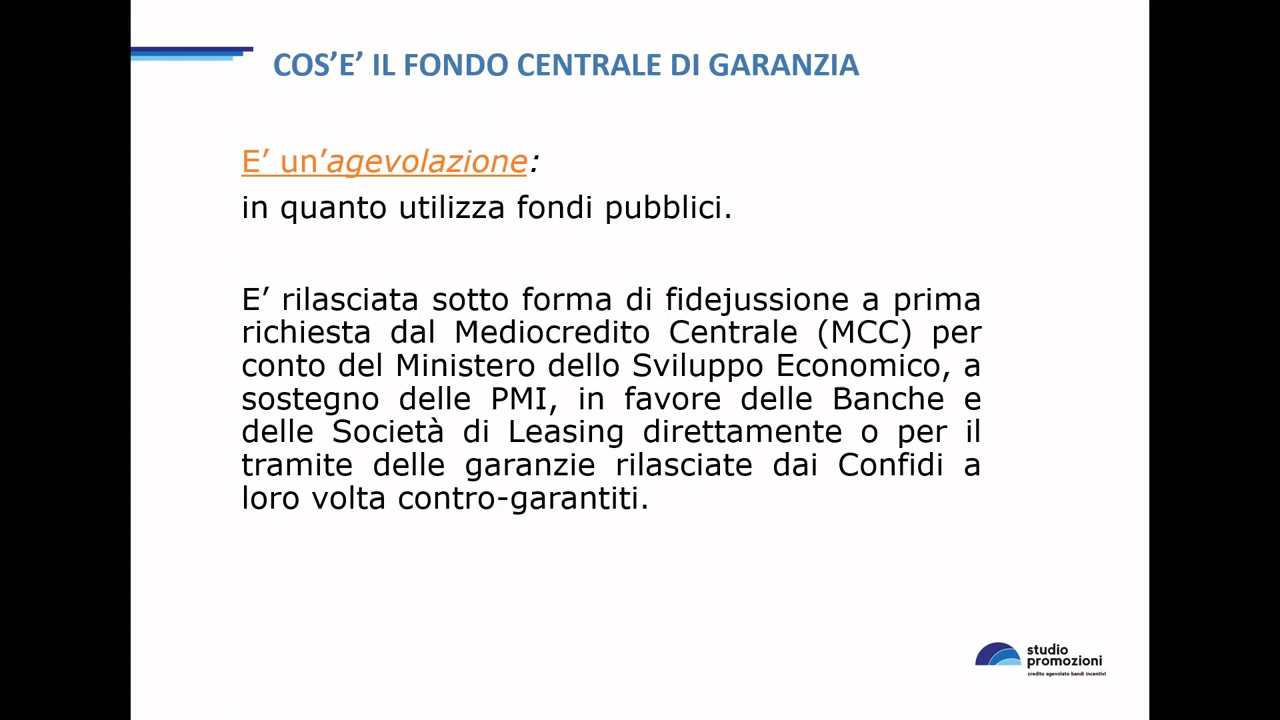 COS’E’ IL FONDO CENTRALE DI GARANZIA
E’ un’agevolazione:
in quanto utilizza fondi pubblici.
E’ rilasciata sotto forma di fidejussione a prima
richiesta dal Mediocredito Centrale (MCC) per
conto del Ministero dello Sviluppo Economico, a
sostegno delle PMI, in favore delle Banche e
delle Società di Leasing direttamente o per il
tramite delle garanzie rilasciate dai Confidi a
loro volta contro-garantiti.
studio
promozioni
credito agevolato bandi incentivi